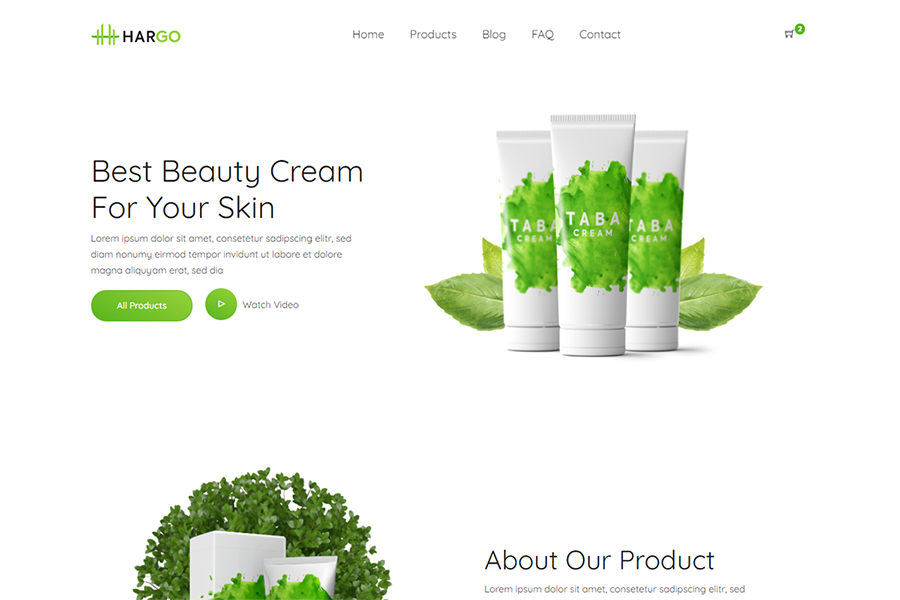 HARGO
Home Products Blog FAQ Contact
2
Best Beauty Cream
For Your Skin
Lorem ipsum dolor sit amet, consetetur sadipscing elitr, sed
diam nonumy eirmod tempor invidunt ut labore et dolore
magna aliquyam erat, sed dia
All Products
Watch Video
TABA
CREAM
TABA
CREAM
TABA
CREAM
About Our Product
Lorem ipsum dolor sit amet, consetetur sadipscing elitr, sed